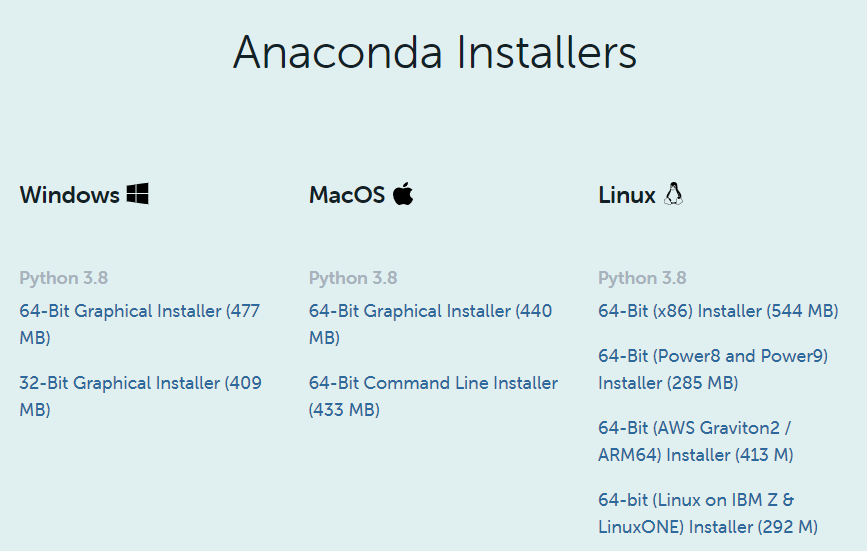 Anaconda Installers
Windows
MacOS
Linux
Python 3.8
64-Bit Graphical Installer (477
MB)
32-Bit Graphical Installer (409
MB)
Python 3.8
64-Bit Graphical Installer (440
MB)
64-Bit Command Line Installer
(433 MB)
Python 3.8
64-Bit (x86) Installer (544 MB)
64-Bit (Power8 and Power9)
Installer (285 MB)
64-Bit (AWS Graviton2 /
ARM64) Installer (413 M)
64-bit (Linux on IBM Z &
LinuxONE) Installer (292 M)